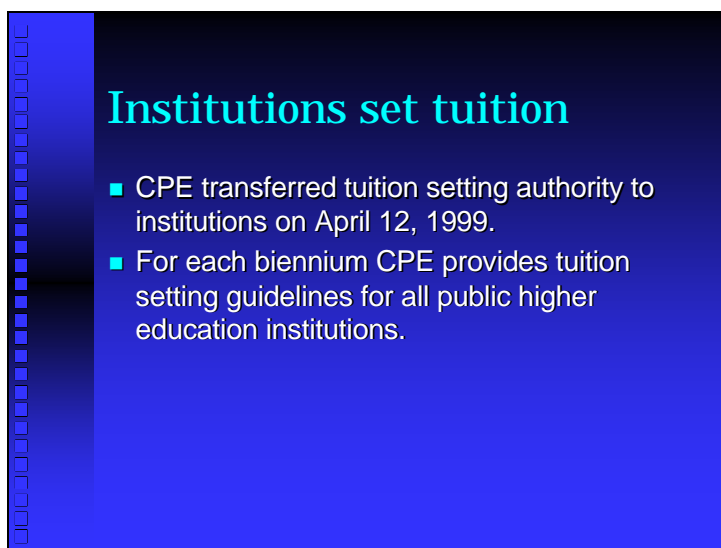 Institutions set tuition
CPE transferred tuition setting authority to
institutions on April 12, 1999.
For each biennium CPE provides tuition
setting guidelines for all public higher
education institutions.